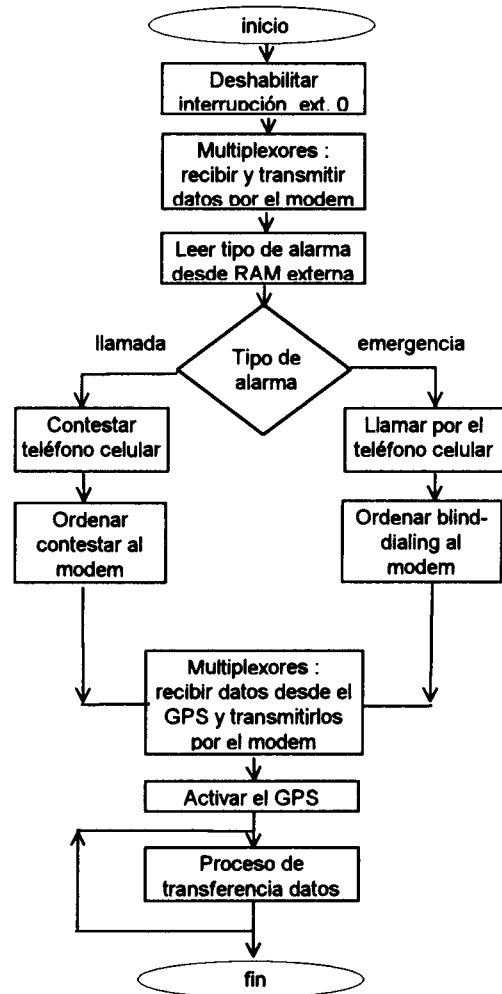 inicio
Deshabilitar
interrupción ext. 0
Multiplexores :
recibir y transmitir
datos por el modem
Leer tipo de alarma
desde RAM externa
llamada
Tipo de
alarma
emergencia
Contestar
teléfono celular
Llamar por el
teléfono celular
Ordenar
contestar al
modem
Ordenar blind-
dialing al
modem
Multiplexores :
recibir datos desde el
GPS y transmitirlos
por el modem
Activar el GPS
Proceso de
transferencia datos
fin